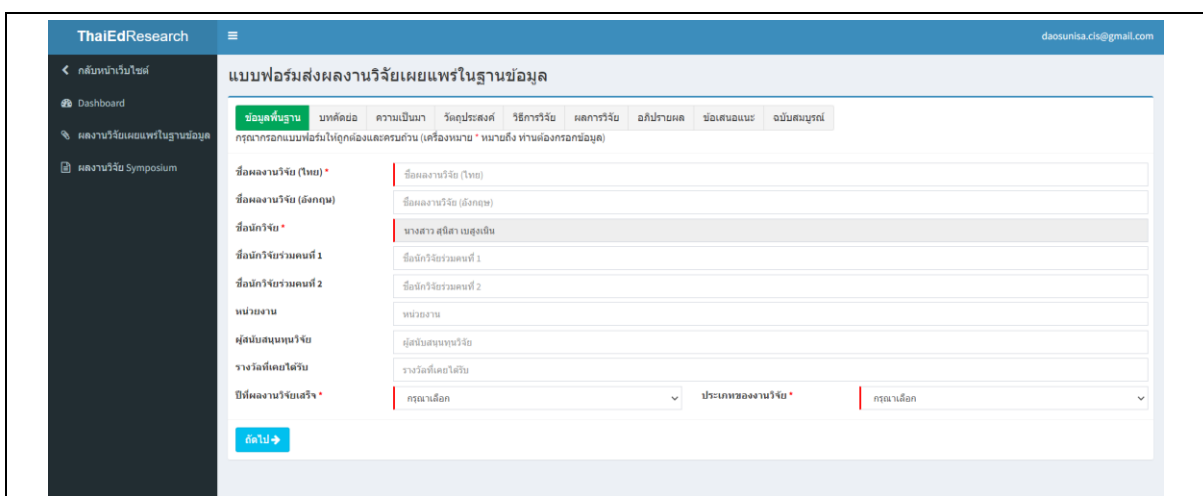 ThaiEdResearch
daosunisa.cis@gmail.com
กลับหน้าเว็บไซต์
Dashboard
ผลงานวิจัยเผยแพร่ในฐานข้อมูล
ผลงานวิจัย Symposium
แบบฟอร์มส่งผลงานวิจัยเผยแพร่ในฐานข้อมูล
ข้อมูลพื้นฐาน บทคัดย่อ ความเป็นมา วัตถุประสงค์ วิธีการวิจัย ผลการวิจัย อภิปรายผล ข้อเสนอแนะ ฉบับสมบูรณ์
กรุณากรอกแบบฟอร์มให้ถูกต้องและครบถ้วน (เครื่องหมาย * หมายถึง ท่านต้องกรอกข้อมูล)
ชื่อผลงานวิจัย (ไทย) * ชื่อผลงานวิจัย (ไทย)
ชื่อผลงานวิจัย (อังกฤษ) ชื่อผลงานวิจัย (อังกฤษ)
ชื่อนักวิจัย * นางสาว สุนิสา เบสูงเนิน
ชื่อนักวิจัยร่วมคนที่ 1 ชื่อนักวิจัยร่วมคนที่ 1
ชื่อนักวิจัยร่วมคนที่ 2 ชื่อนักวิจัยร่วมคนที่ 2
หน่วยงาน หน่วยงาน
ผู้สนับสนุนทุนวิจัย ผู้สนับสนุนทุนวิจัย
รางวัลที่เคยได้รับ รางวัลที่เคยได้รับ
ปีที่ผลงานวิจัยเสร็จ * กรุณาเลือก ประเภทของงานวิจัย * กรุณาเลือก
ถัดไป